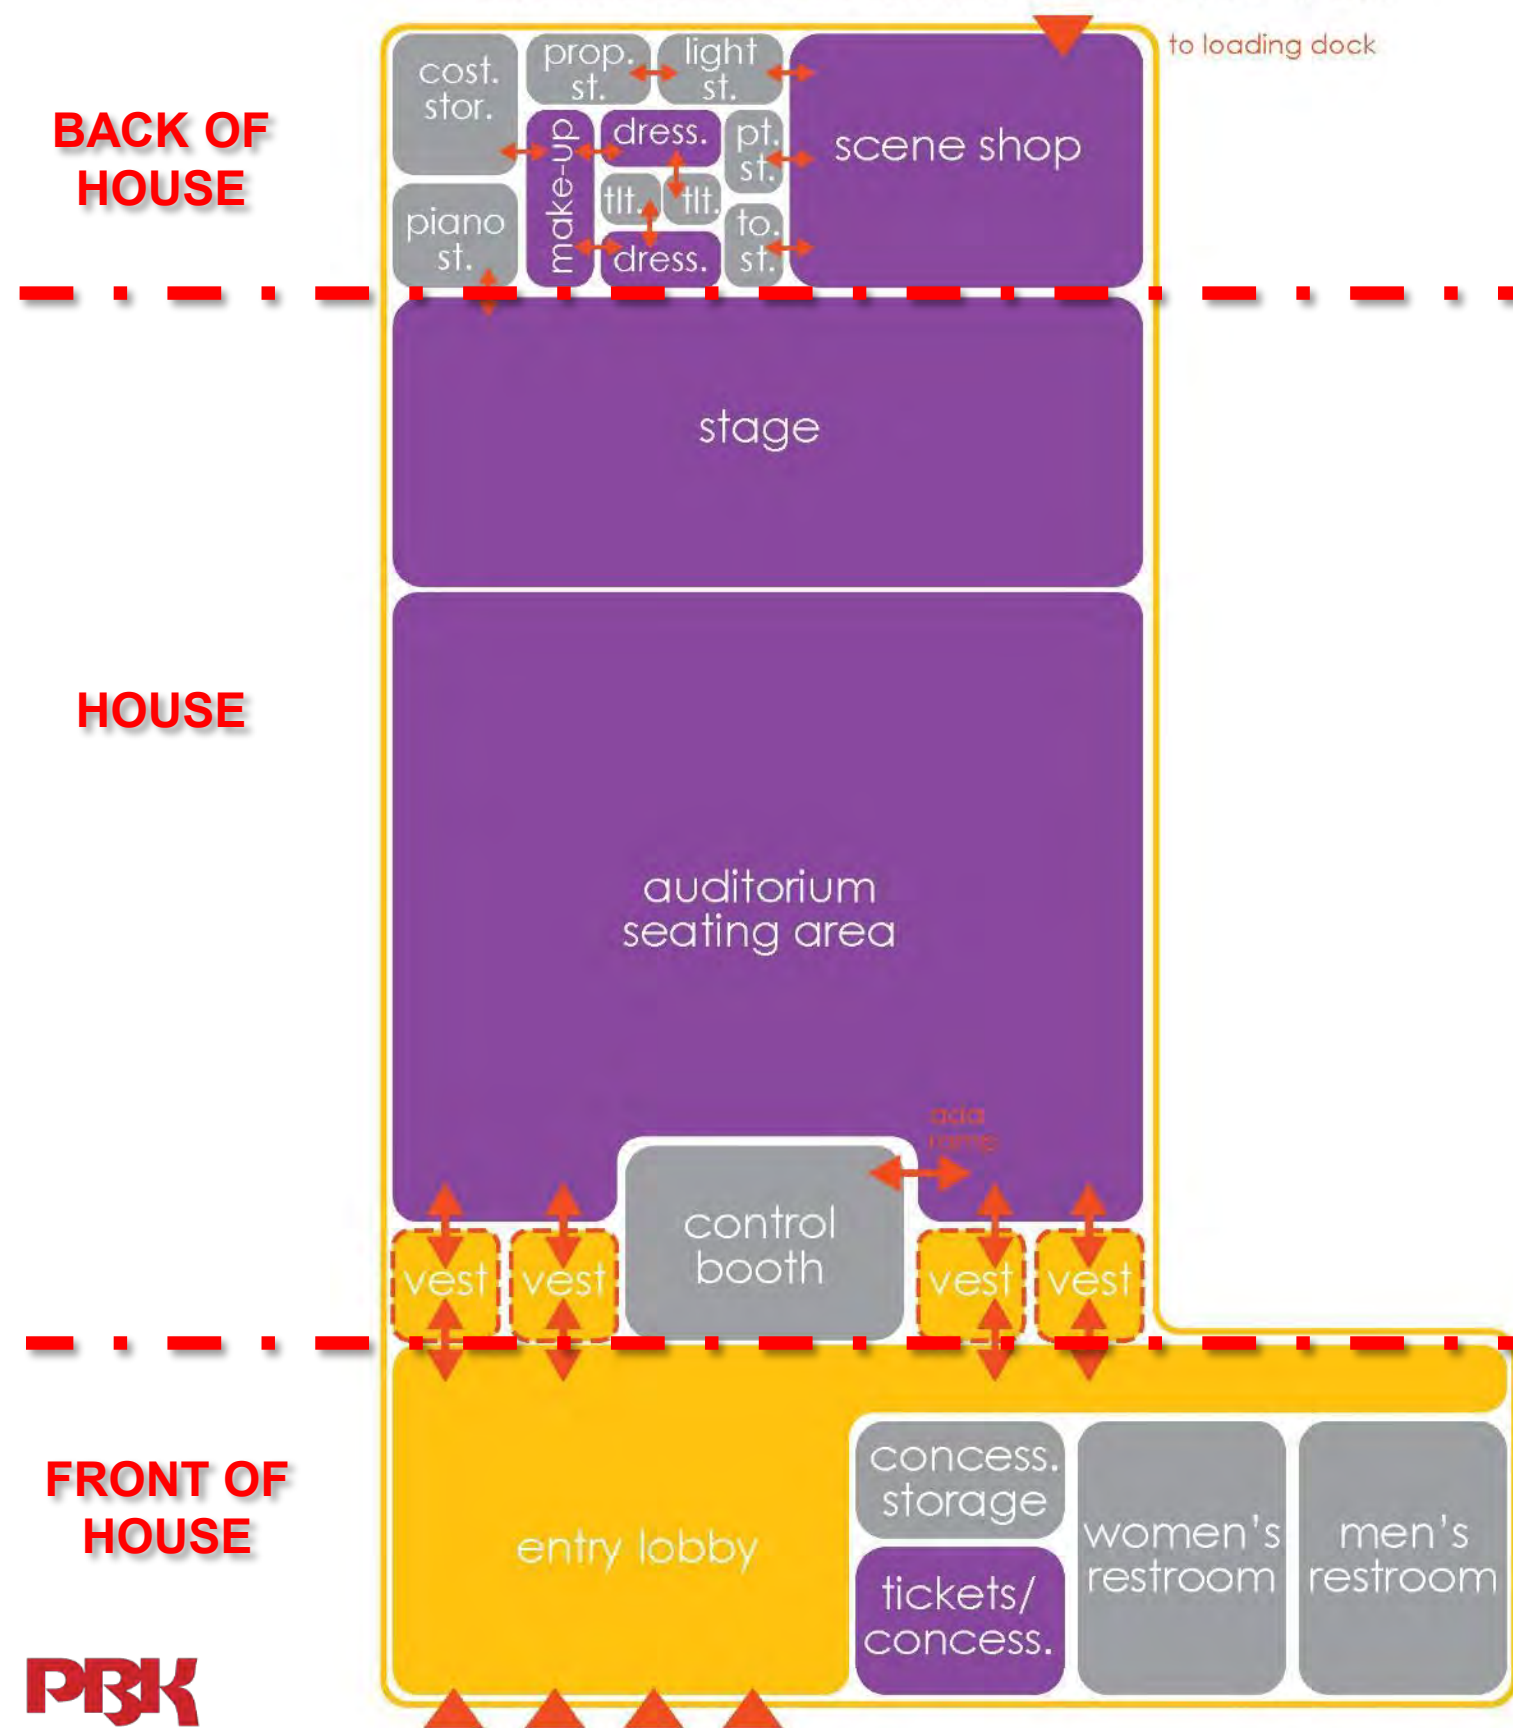 to loading dock
BACK OF
HOUSE
cost.
stor.
prop.
st.
light
st.
scene shop
make-up
dress.
pt.
st.
tlt.
tlt.
piano
st.
dress.
to.
st.
stage
HOUSE
auditorium
seating area
ada
ramp
control
booth
vest
vest
vest
vest
FRONT OF
HOUSE
entry lobby
concess.
storage
tickets/
concess.
women's
restroom
men's
restroom
PBK